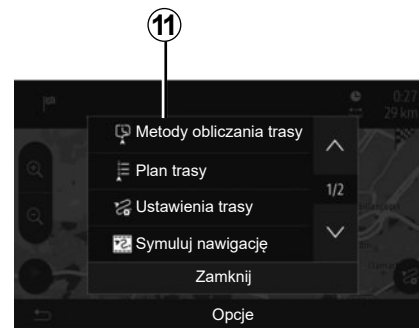 11
0:27
29 km
Metody obliczania trasy
Plan trasy
1/2
Ustawienia trasy
Symuluj nawigację
Zamknij
Opcje